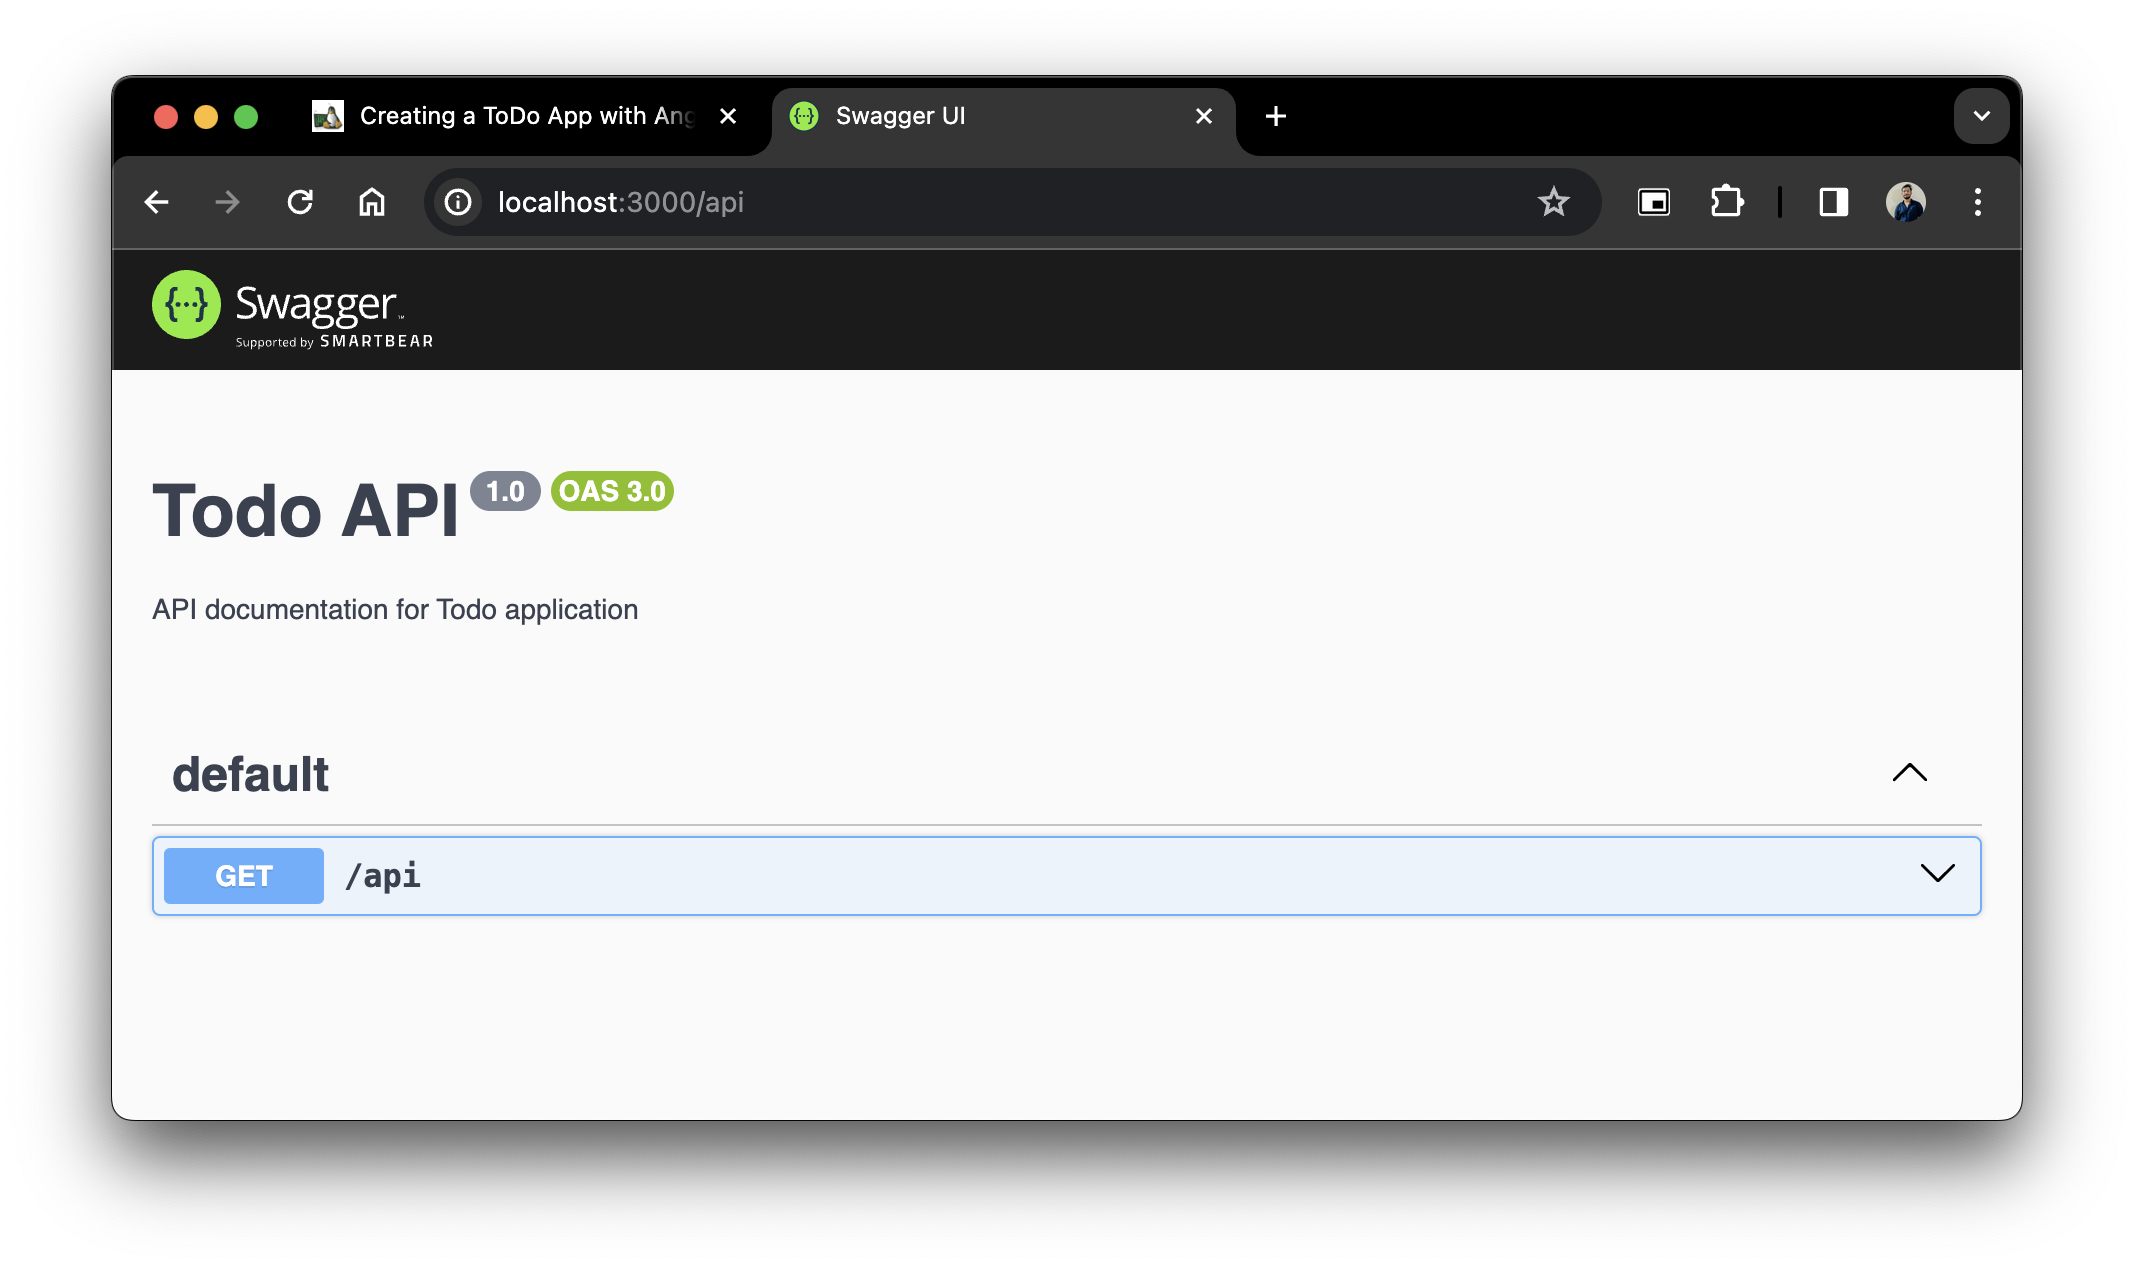 Creating a ToDo App with Ang
Swagger UI
localhost:3000/api
{···} Swagger™
Supported by SMARTBEAR
Todo API 1.0 OAS 3.0
API documentation for Todo application
default
GET /api